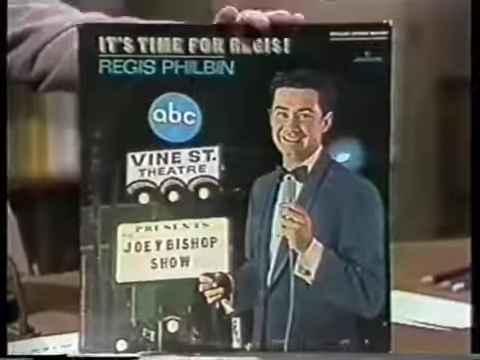 IT'S TIME FOR REGIS!
REGIS PHILBIN
abc
VINE ST.
THEATRE
PRESENTS
JOEY BISHOP
SHOW